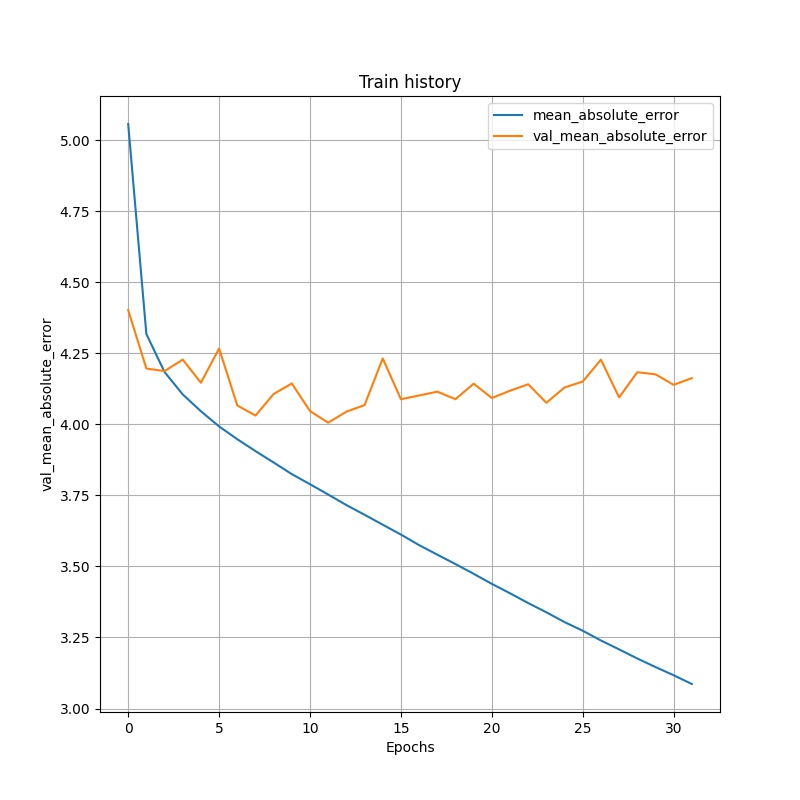 Train history
mean_absolute_error
val_mean_absolute_error
5.00
4.75
4.50
4.25
4.00
3.75
3.50
3.25
3.00
val_mean_absolute_error
0 5 10 15 20 25 30
Epochs